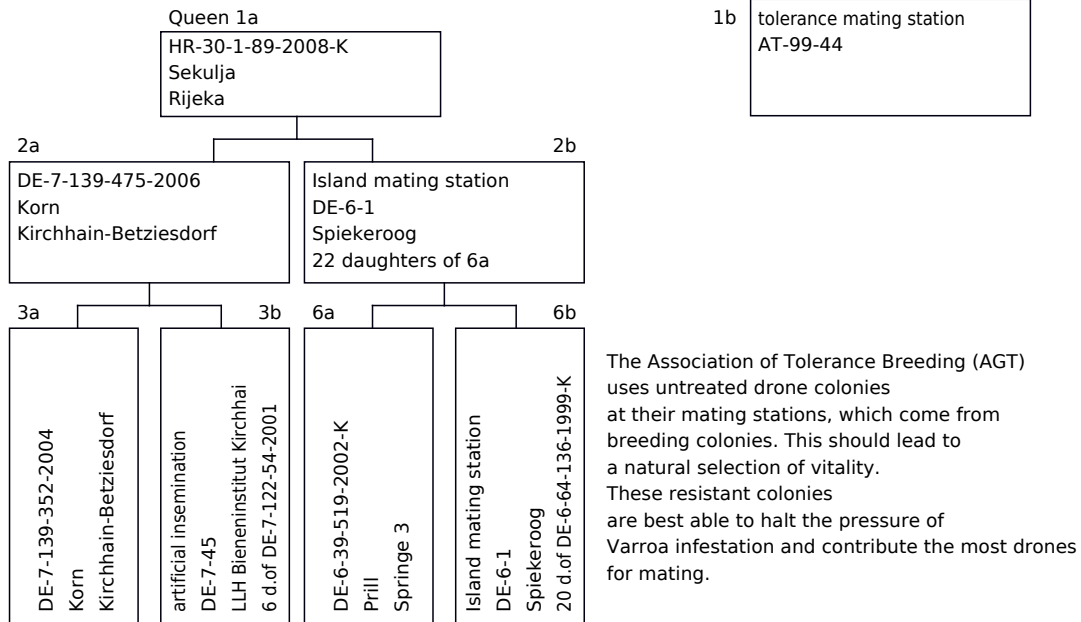 Queen 1a
HR-30-1-89-2008-K
Sekulja
Rijeka
1b
tolerance mating station
AT-99-44
2a
DE-7-139-475-2006
Korn
Kirchhain-Betziesdorf
2b
Island mating station
DE-6-1
Spiekeroog
22 daughters of 6a
3a
DE-7-139-352-2004
Korn
Kirchhain-Betziesdorf
3b
artificial insemination
DE-7-45
LLH Bieneninstitut Kirchhai
6 d.of DE-7-122-54-2001
6a
DE-6-39-519-2002-K
Prill
Springe 3
6b
Island mating station
DE-6-1
Spiekeroog
20 d.of DE-6-64-136-1999-K
The Association of Tolerance Breeding (AGT)
uses untreated drone colonies
at their mating stations, which come from
breeding colonies. This should lead to
a natural selection of vitality.
These resistant colonies
are best able to halt the pressure of
Varroa infestation and contribute the most drones
for mating.